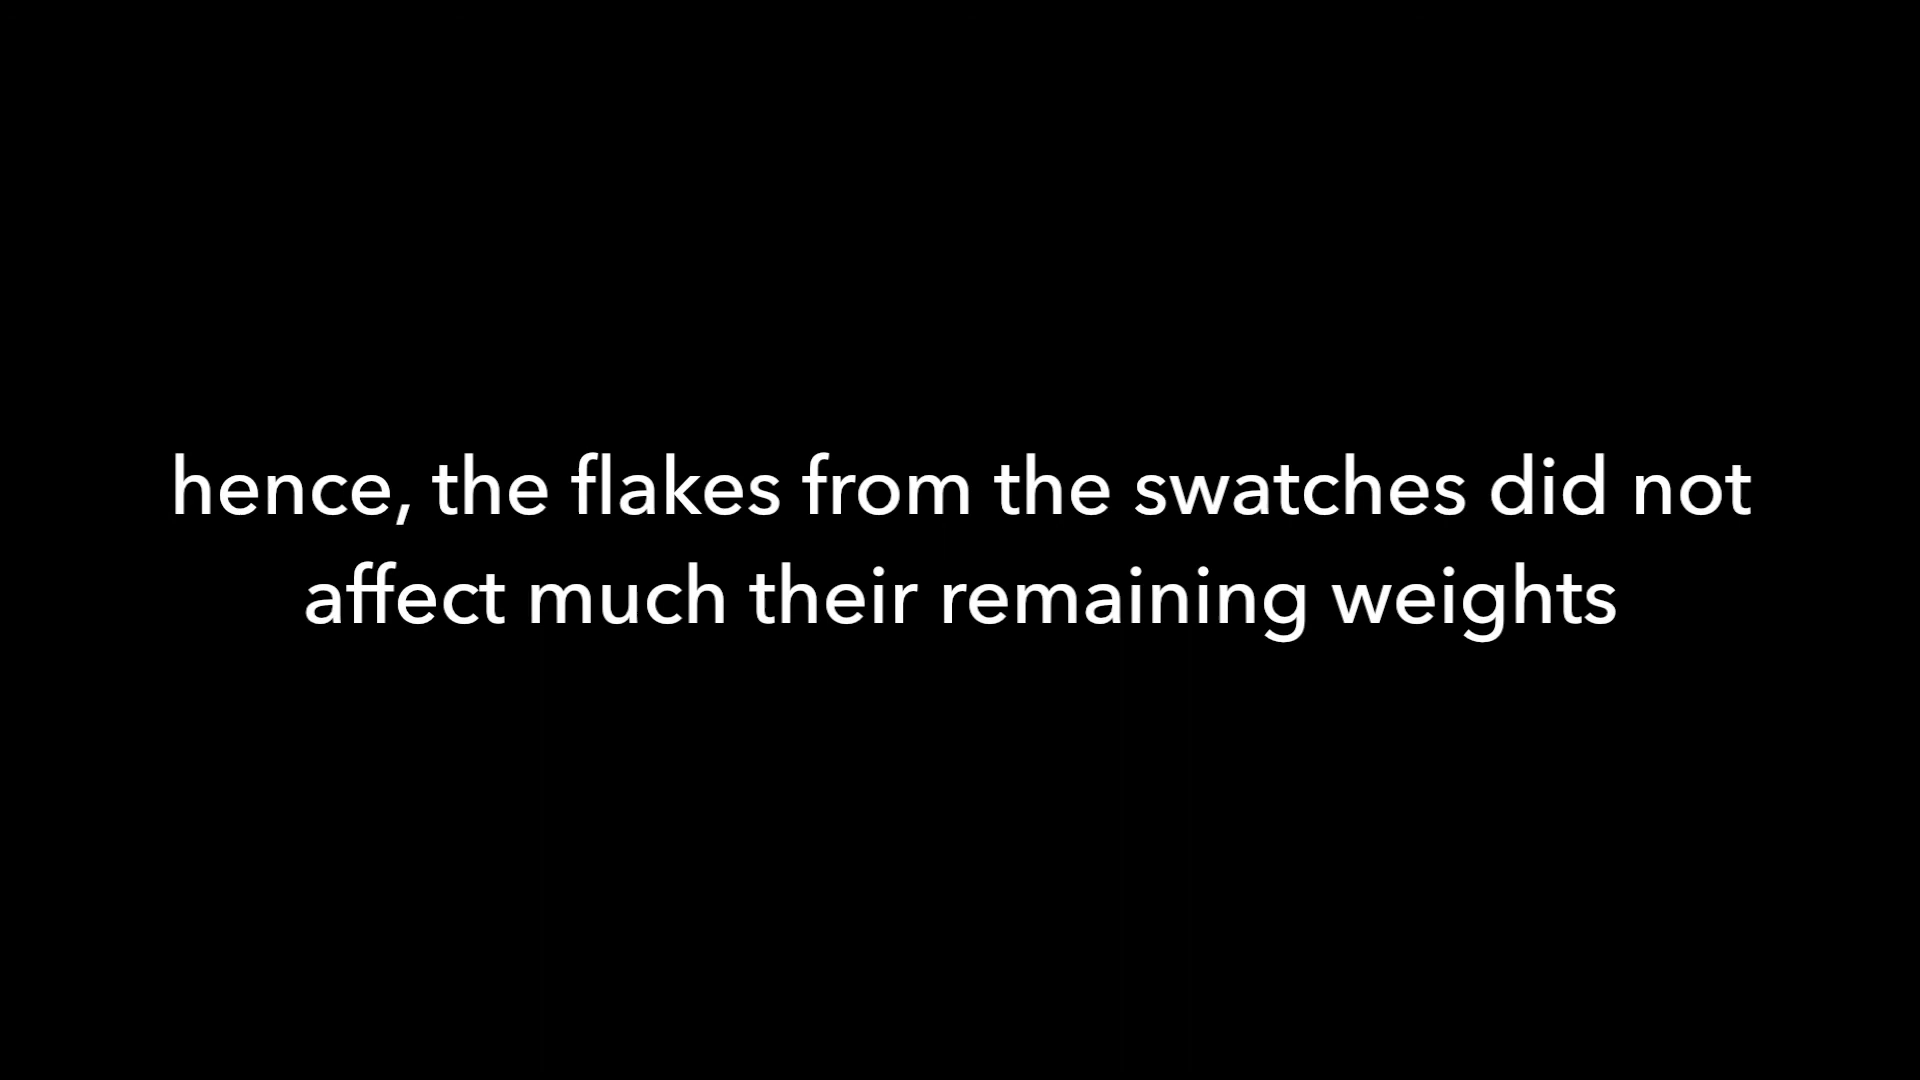 hence, the flakes from the swatches did not
affect much their remaining weights